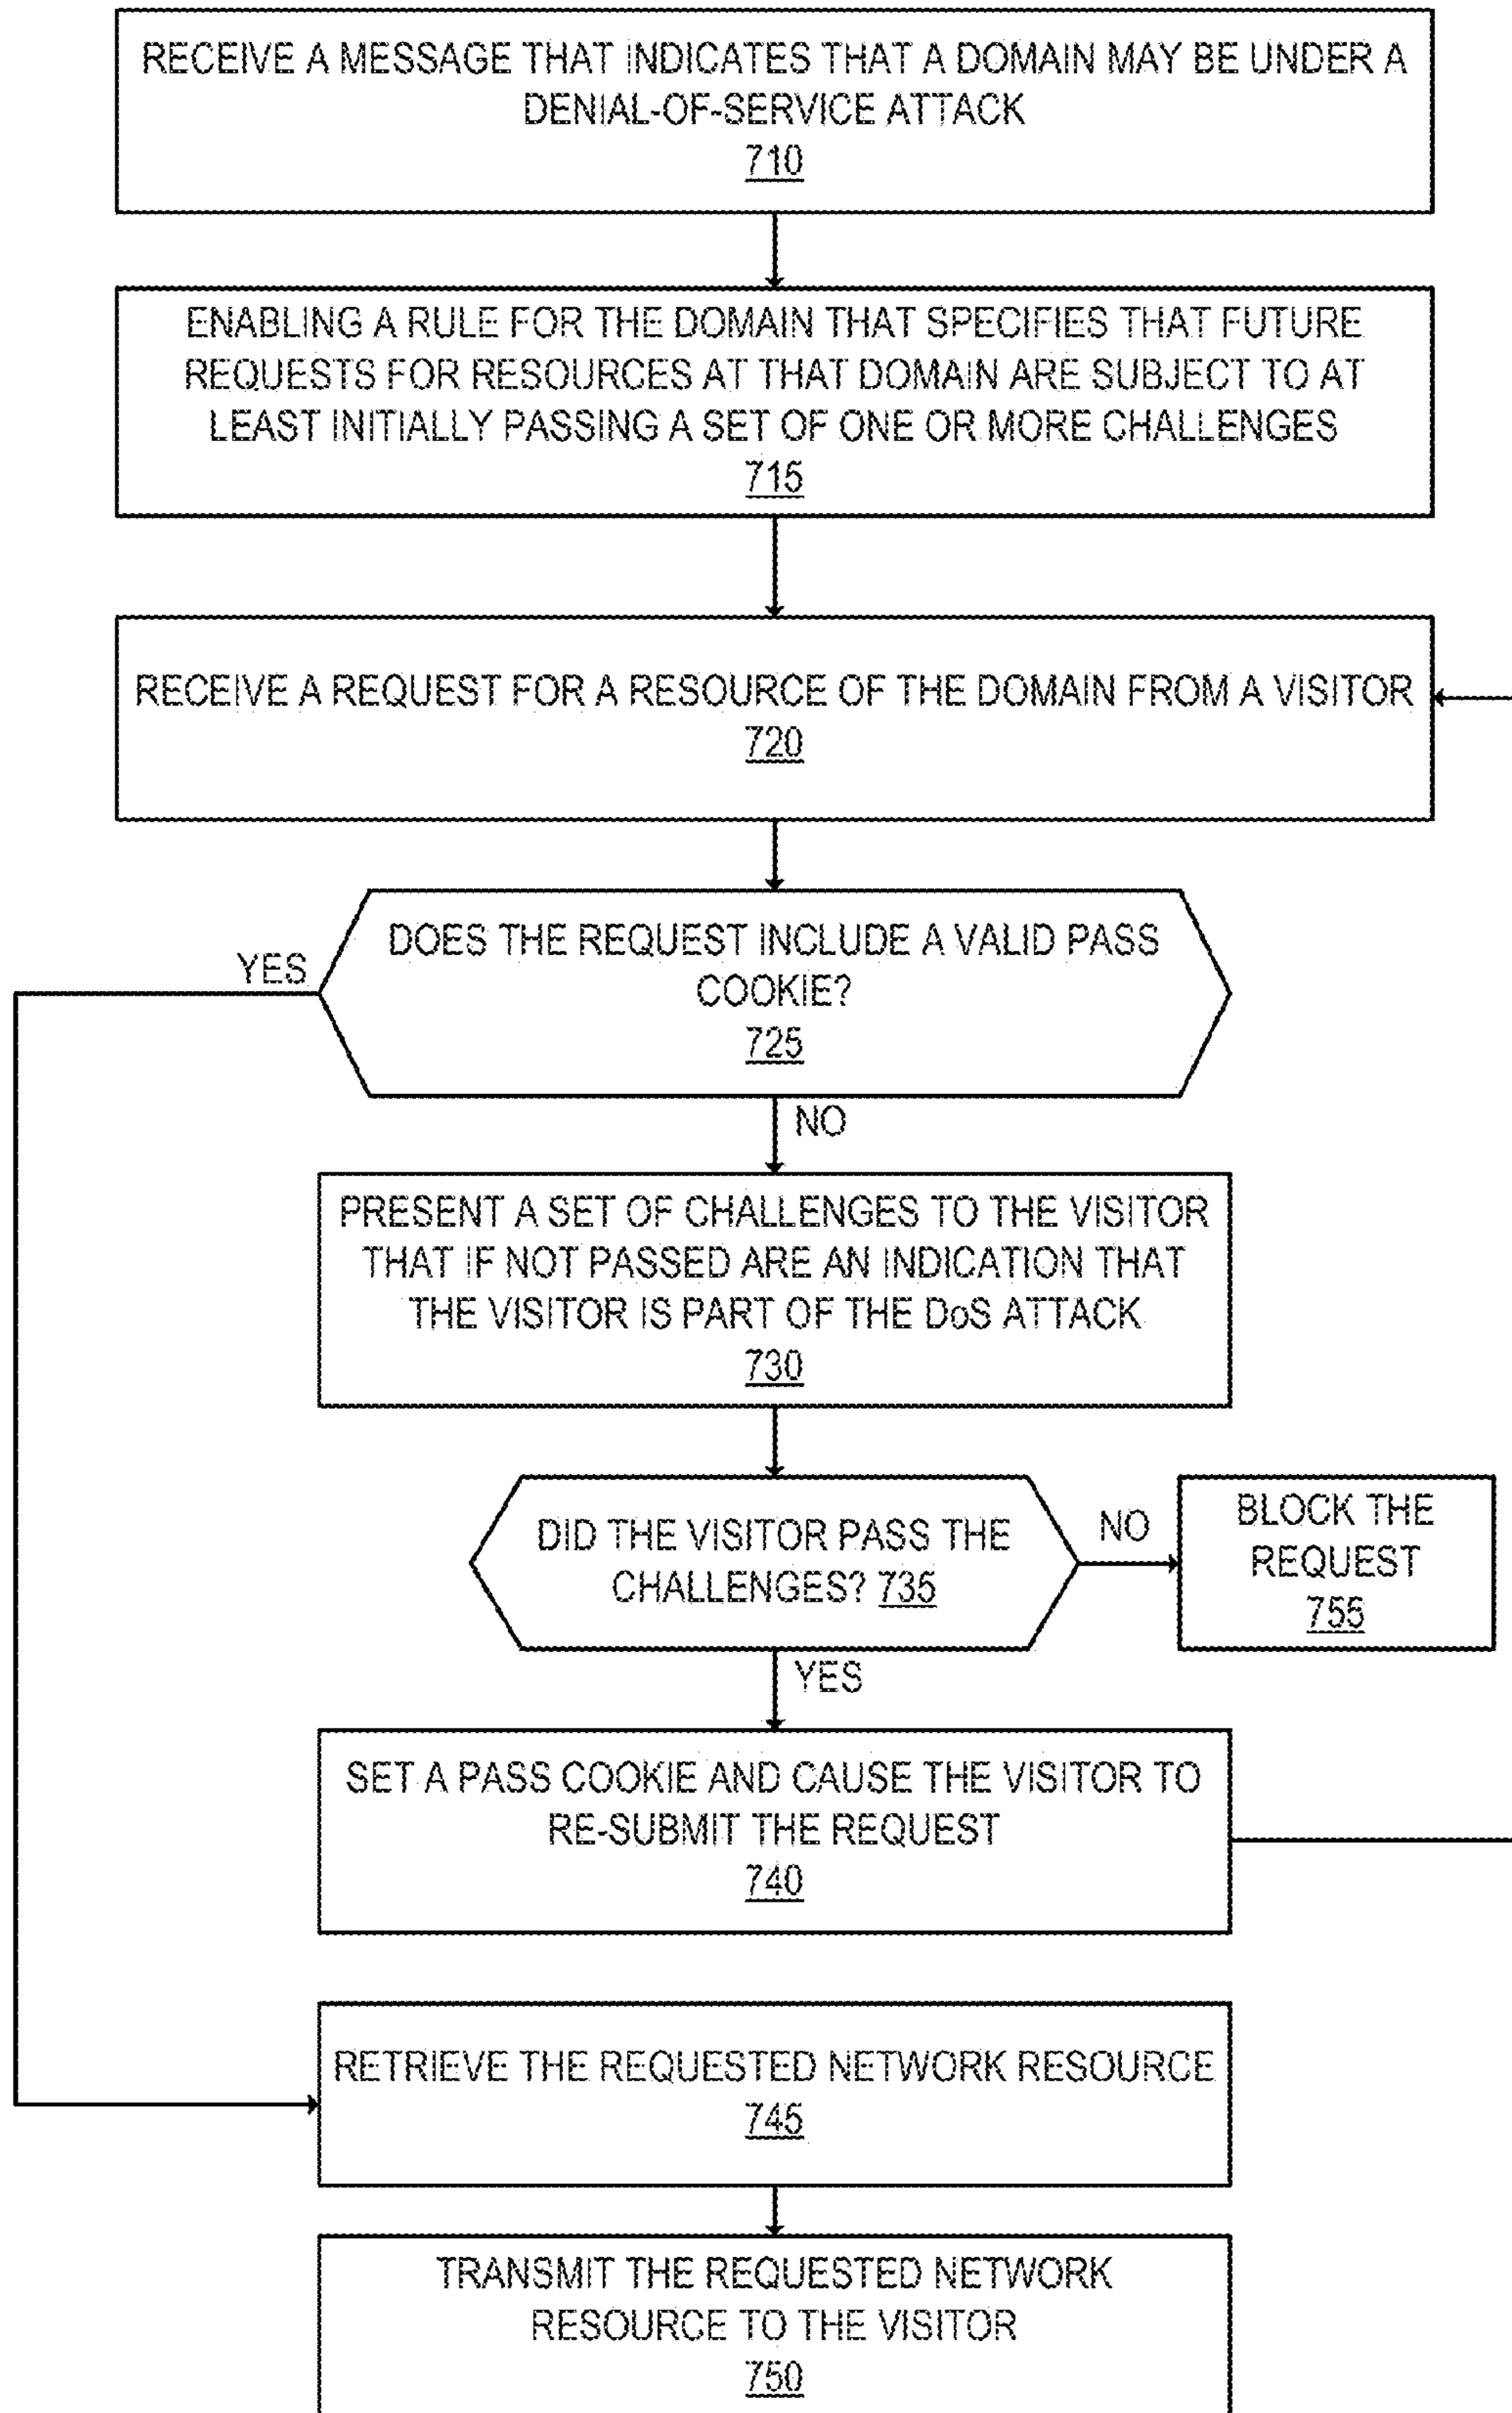 RECEIVE A MESSAGE THAT INDICATES THAT A DOMAIN MAY BE UNDER A
DENIAL-OF-SERVICE ATTACK
710
ENABLING A RULE FOR THE DOMAIN THAT SPECIFIES THAT FUTURE
REQUESTS FOR RESOURCES AT THAT DOMAIN ARE SUBJECT TO AT
LEAST INITIALLY PASSING A SET OF ONE OR MORE CHALLENGES
715
RECEIVE A REQUEST FOR A RESOURCE OF THE DOMAIN FROM A VISITOR
720
DOES THE REQUEST INCLUDE A VALID PASS
COOKIE?
725
YES
NO
PRESENT A SET OF CHALLENGES TO THE VISITOR
THAT IF NOT PASSED ARE AN INDICATION THAT
THE VISITOR IS PART OF THE DoS ATTACK
730
DID THE VISITOR PASS THE
CHALLENGES? 735
NO
BLOCK THE
REQUEST
755
YES
SET A PASS COOKIE AND CAUSE THE VISITOR TO
RE-SUBMIT THE REQUEST
740
RETRIEVE THE REQUESTED NETWORK RESOURCE
745
TRANSMIT THE REQUESTED NETWORK
RESOURCE TO THE VISITOR
750